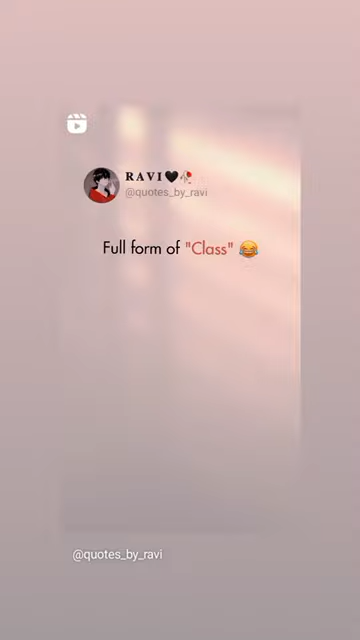 𝐑𝐀𝐕𝐈🖤🥀
@quotes_by_ravi
Full form of "Class" 😂
@quotes_by_ravi